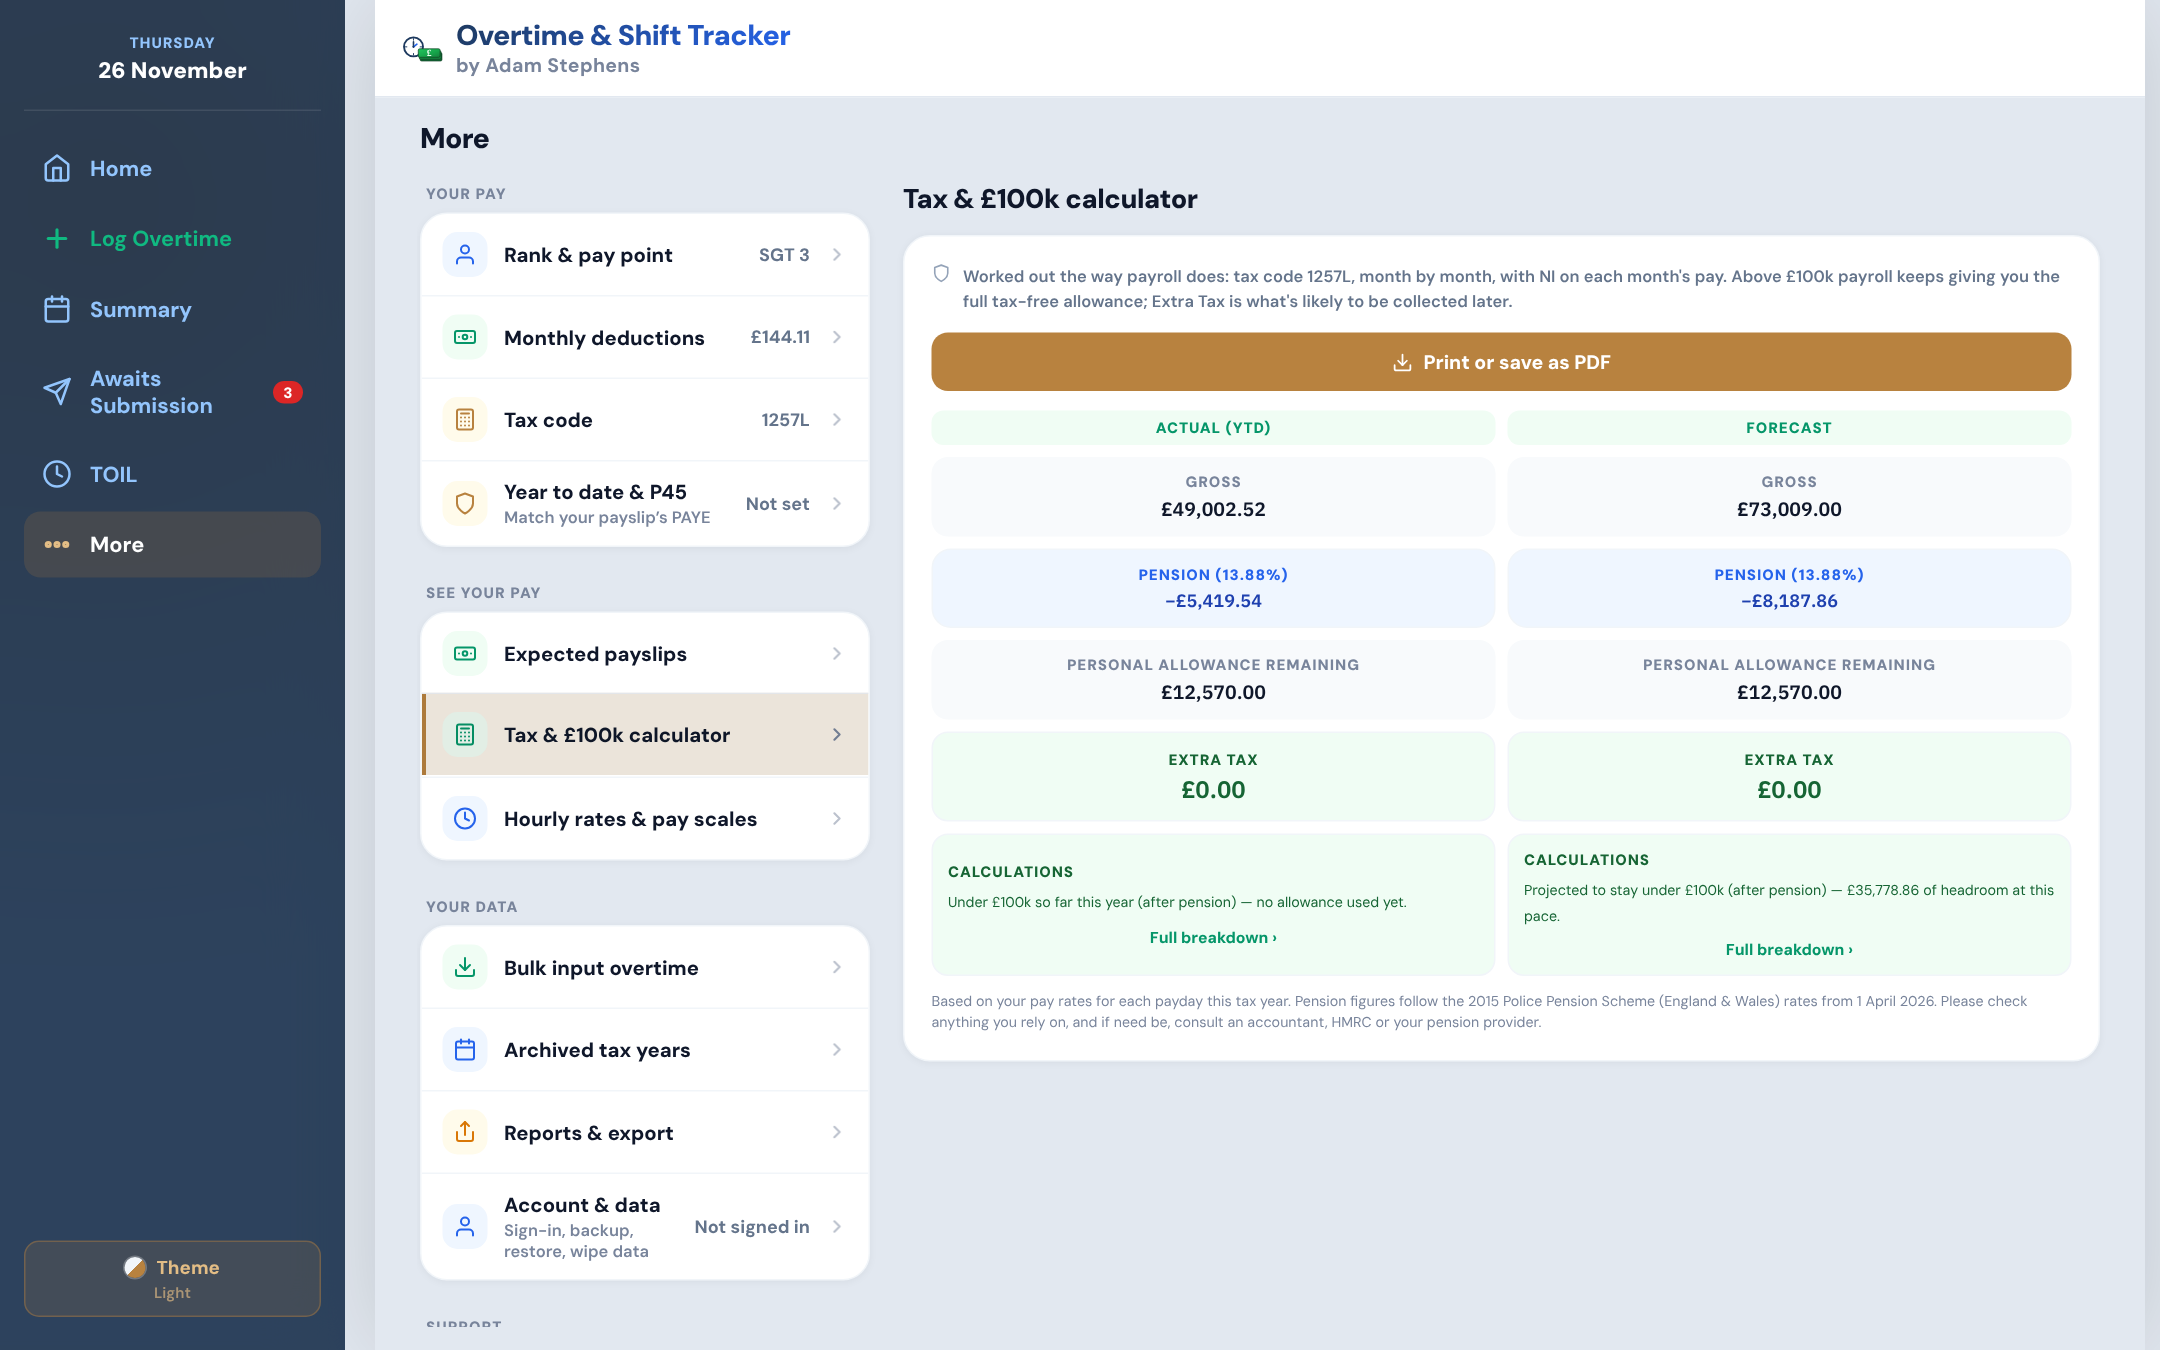 THURSDAY
26 November
Home
Log Overtime
Summary
Awaits
Submission
3
TOIL
More
Theme
Light
Overtime & Shift Tracker
by Adam Stephens
£
More
YOUR PAY
Rank & pay point
SGT 3
Monthly deductions
£144.11
Tax code
1257L
Year to date & P45
Match your payslip’s PAYE
Not set
SEE YOUR PAY
Expected payslips
Tax & £100k calculator
Hourly rates & pay scales
YOUR DATA
Bulk input overtime
Archived tax years
Reports & export
Account & data
Sign-in, backup,
restore, wipe data
Not signed in
SUPPORT
Tax & £100k calculator
Worked out the way payroll does: tax code 1257L, month by month, with NI on each month's pay. Above £100k payroll keeps giving you the
full tax-free allowance; Extra Tax is what's likely to be collected later.
Print or save as PDF
ACTUAL (YTD)
FORECAST
GROSS
£49,002.52
GROSS
£73,009.00
PENSION (13.88%)
−£5,419.54
PENSION (13.88%)
−£8,187.86
PERSONAL ALLOWANCE REMAINING
£12,570.00
PERSONAL ALLOWANCE REMAINING
£12,570.00
EXTRA TAX
£0.00
EXTRA TAX
£0.00
CALCULATIONS
Under £100k so far this year (after pension) — no allowance used yet.
Full breakdown ›
CALCULATIONS
Projected to stay under £100k (after pension) — £35,778.86 of headroom at this
pace.
Full breakdown ›
Based on your pay rates for each payday this tax year. Pension figures follow the 2015 Police Pension Scheme (England & Wales) rates from 1 April 2026. Please check
anything you rely on, and if need be, consult an accountant, HMRC or your pension provider.